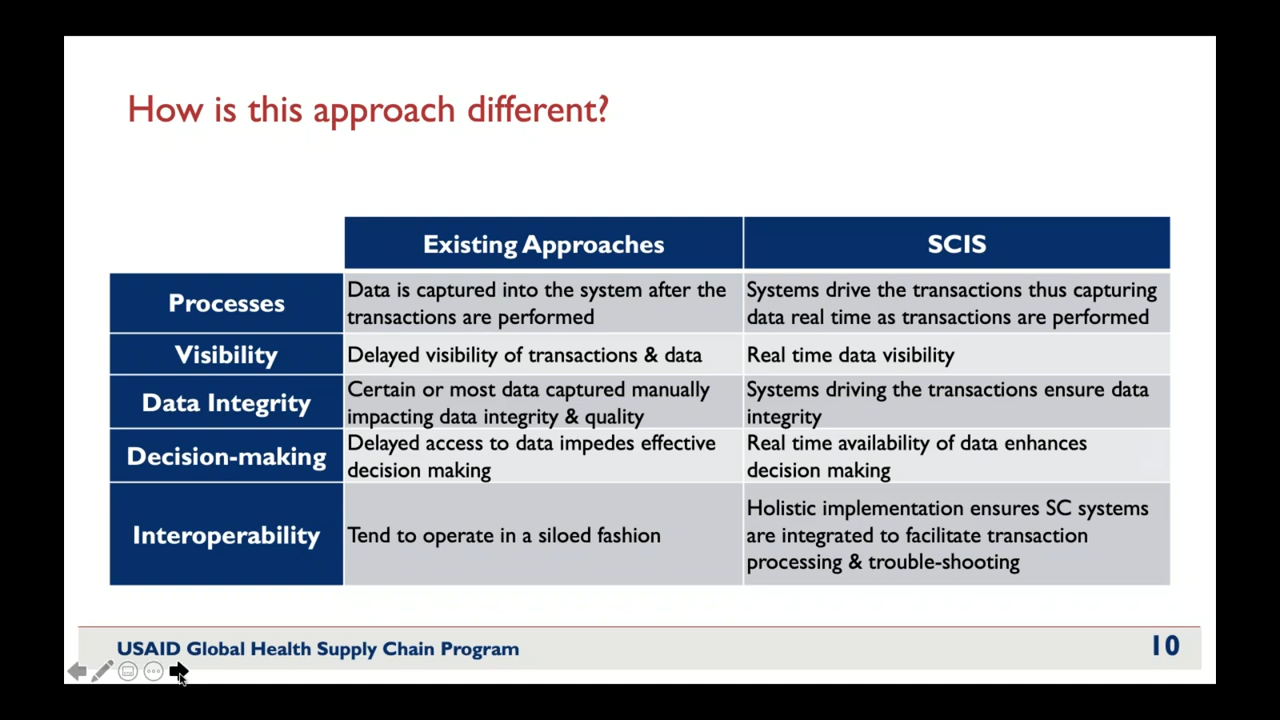 How is this approach different?
Existing Approaches
SCIS
Processes
Data is captured into the system after the
transactions are performed
Systems drive the transactions thus capturing
data real time as transactions are performed
Visibility
Delayed visibility of transactions & data
Real time data visibility
Data Integrity
Certain or most data captured manually
impacting data integrity & quality
Systems driving the transactions ensure data
integrity
Decision-making
Delayed access to data impedes effective
decision making
Real time availability of data enhances
decision making
Interoperability
Tend to operate in a siloed fashion
Holistic implementation ensures SC systems
are integrated to facilitate transaction
processing & trouble-shooting
USAID Global Health Supply Chain Program
10